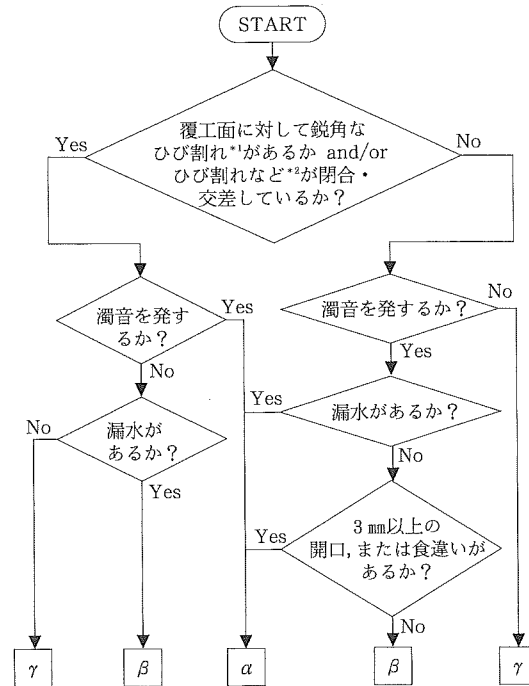 START
覆工面に対して鋭角な
ひび割れ*1があるか and/or
ひび割れなど*2が閉合・
交差しているか？
Yes
No
濁音を発す
るか？
Yes
No
濁音を発するか？
No
Yes
漏水が
あるか？
No
Yes
漏水があるか？
Yes
No
3 mm以上の
開口,または食違いが
あるか？
Yes
No
γ
β
α
β
γ